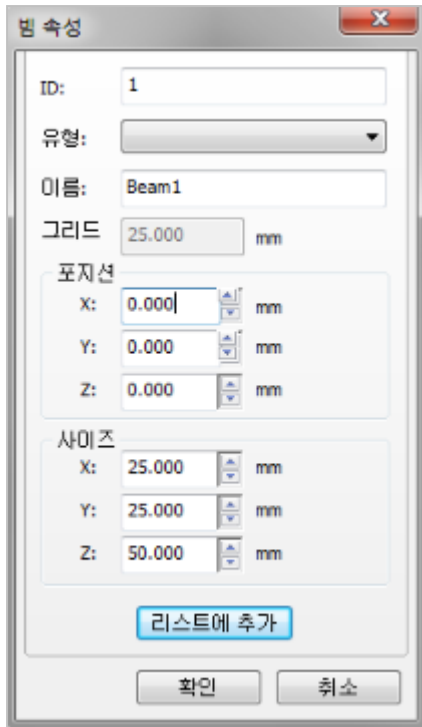 빔 속성
ID: 1
유형:
이름: Beam1
그리드 25.000 mm
포지션
X: 0.000 mm
Y: 0.000 mm
Z: 0.000 mm
사이즈
X: 25.000 mm
Y: 25.000 mm
Z: 50.000 mm
리스트에 추가
확인 취소